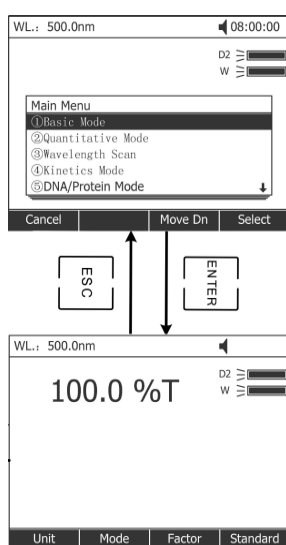 WL.: 500.0nm 08:00:00
D2
W
Main Menu
①Basic Mode
②Quantitative Mode
③Wavelength Scan
④Kinetics Mode
⑤DNA/Protein Mode
Cancel Move Dn Select
ESC ENTER
WL.: 500.0nm
100.0 %T
D2
W
Unit Mode Factor Standard